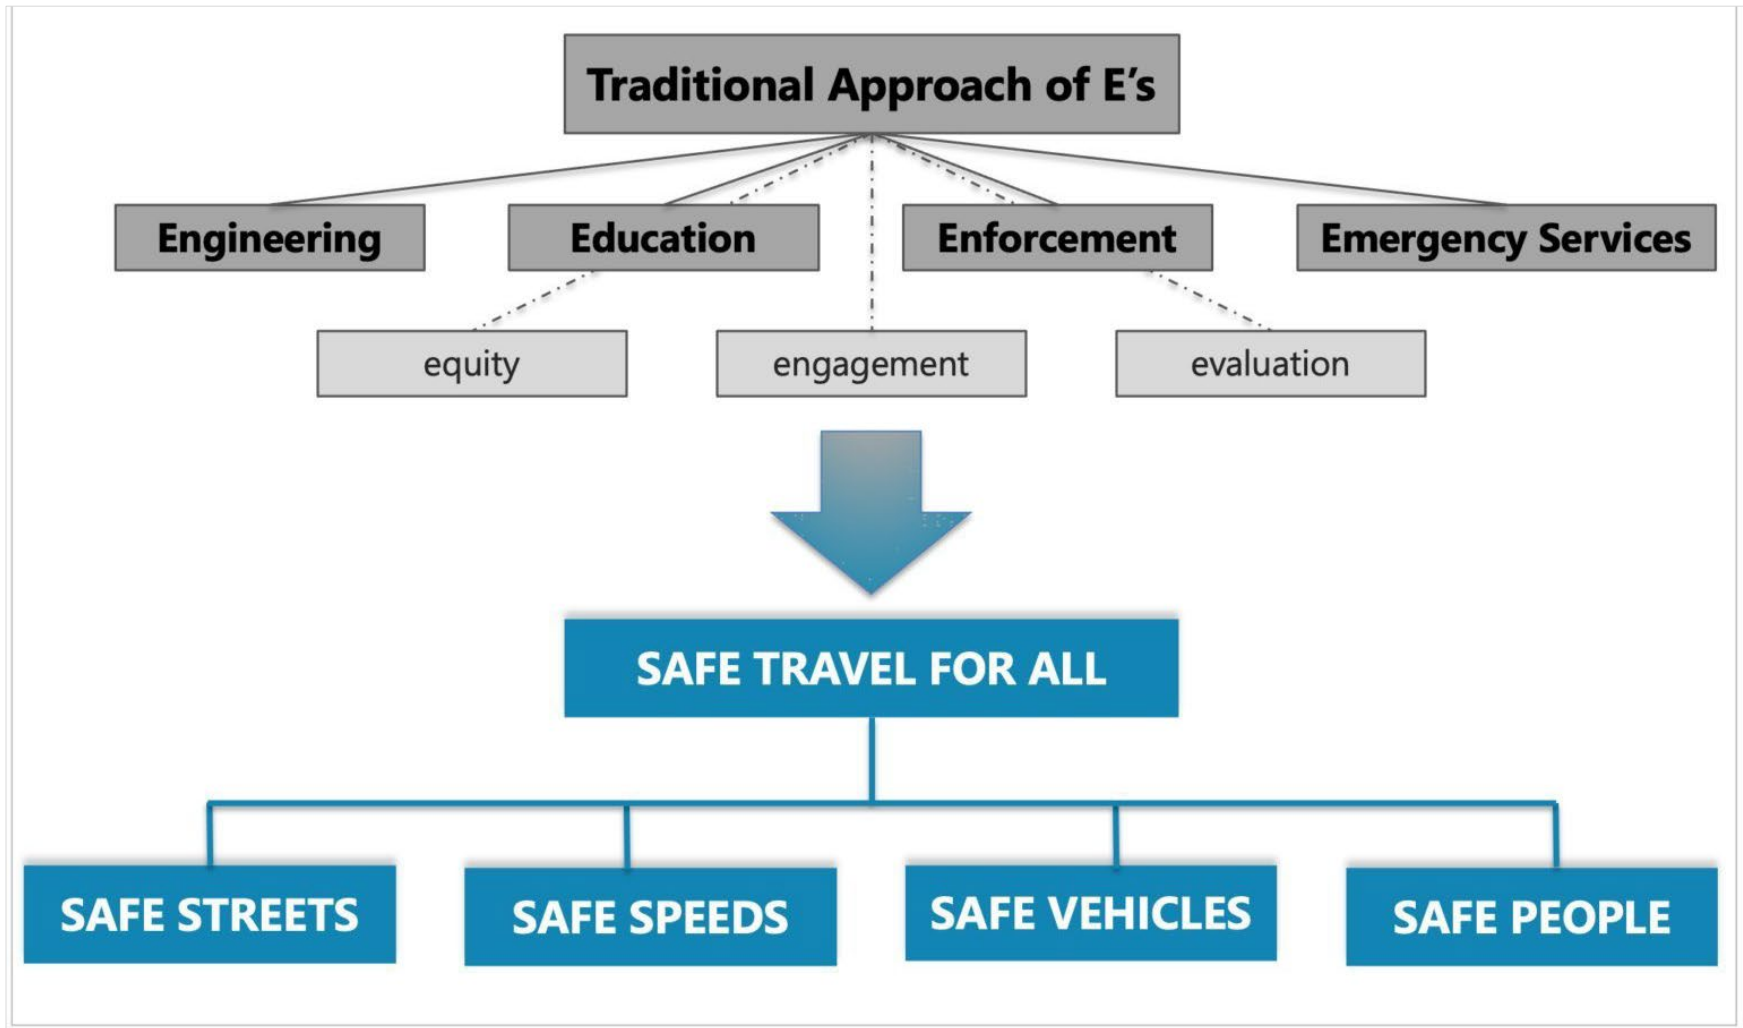 Traditional Approach of E’s
Engineering
Education
Enforcement
Emergency Services
equity
engagement
evaluation
SAFE TRAVEL FOR ALL
SAFE STREETS
SAFE SPEEDS
SAFE VEHICLES
SAFE PEOPLE